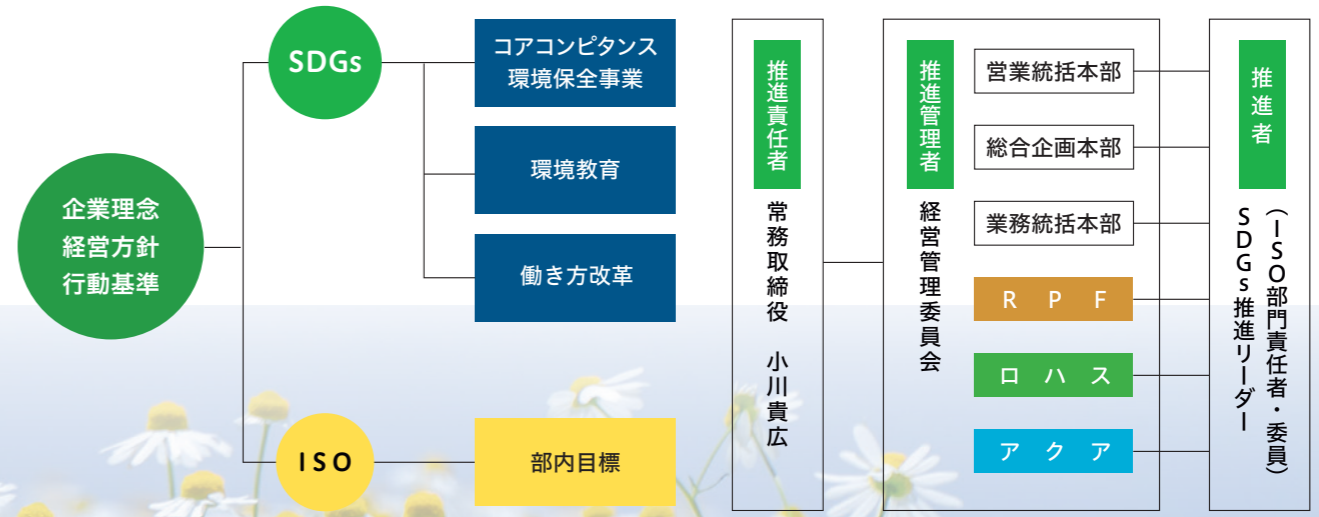 企業理念
経営方針
行動基準
SDGs
コアコンピタンス
環境保全事業
環境教育
働き方改革
ISO
部内目標
推進責任者
常務取締役　小川貴広
推進管理者
経営管理委員会
営業統括本部
総合企画本部
業務統括本部
RPF
ロハス
アクア
推進者
（ISO部門責任者・委員）
SDGs推進リーダー